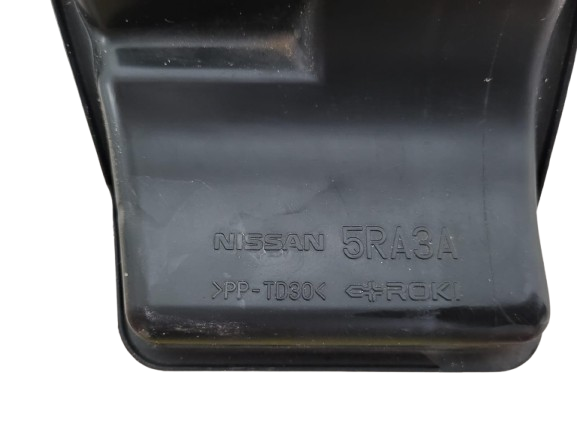 NISSAN 5RA3A
>PP-TD30< ROKI